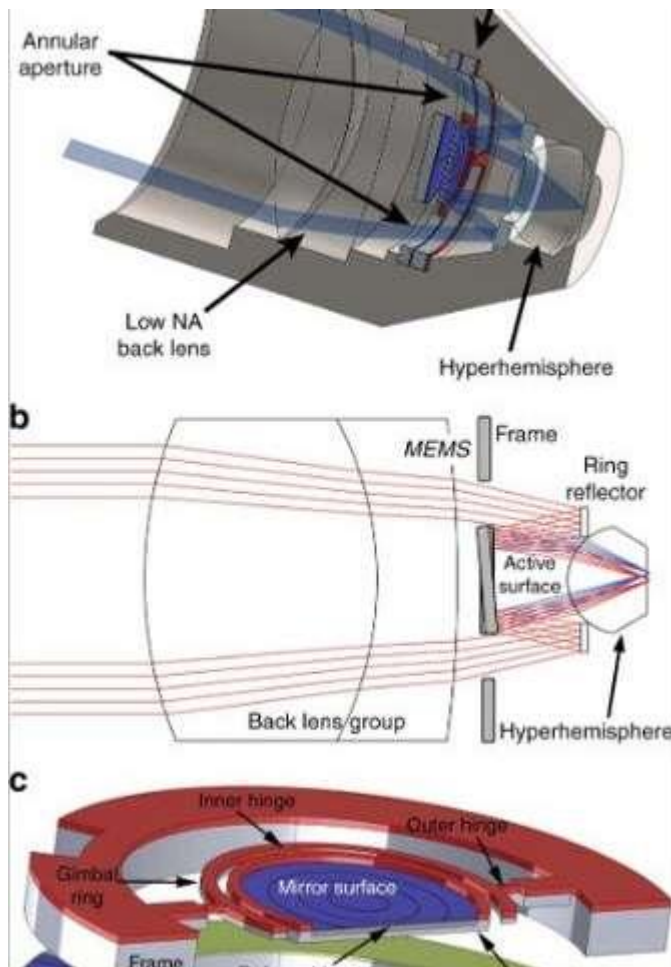 Annular
aperture
Low NA
back lens
Hyperhemisphere
b
MEMS
Frame
Ring
reflector
Active
surface
Back lens group
Hyperhemisphere
c
Inner hinge
Outer hinge
Gimbal
ring
Mirror surface
Frame